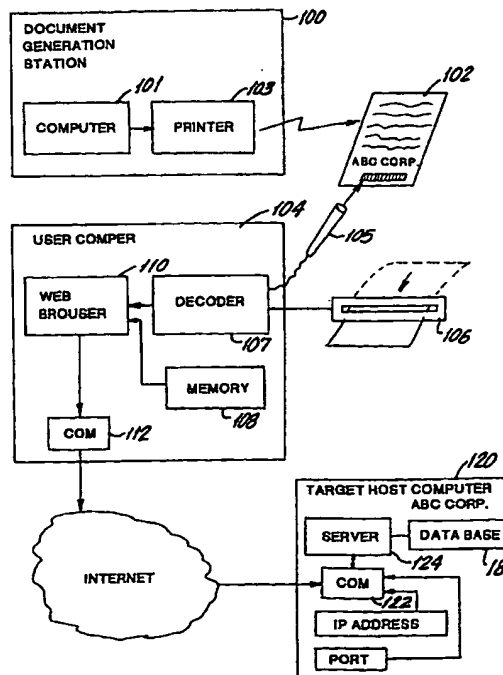 100
DOCUMENT
GENERATION
STATION
101
103
COMPUTER
PRINTER
102
ABC CORP.
104
USER COMPER
105
110
WEB
BROUSER
DECODER
107
106
MEMORY
108
COM
112
120
TARGET HOST COMPUTER
ABC CORP.
SERVER
DATA BASE
124
18
INTERNET
COM
122
IP ADDRESS
PORT